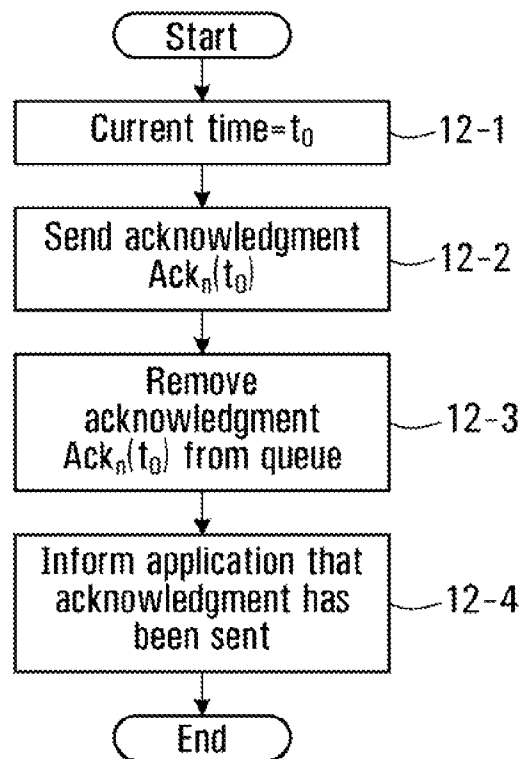 Start
Current time=t₀
12-1
Send acknowledgment
Ackₙ(t₀)
12-2
Remove
acknowledgment
Ackₙ(t₀) from queue
12-3
Inform application that
acknowledgment has
been sent
12-4
End